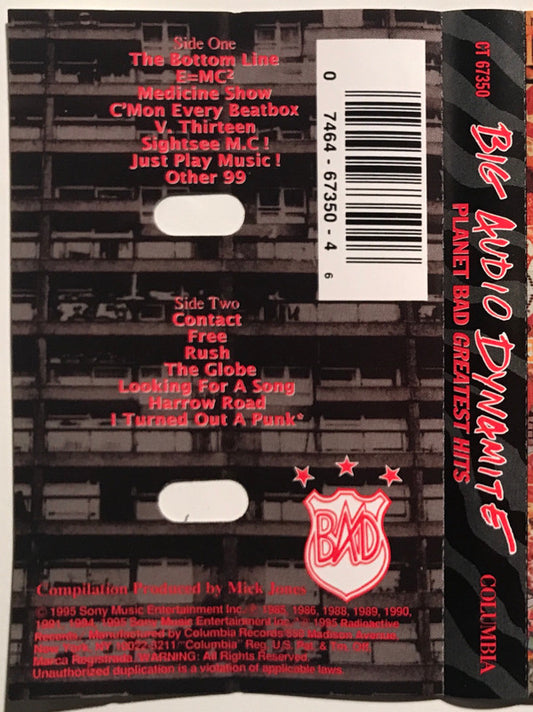 Side One
The Bottom Line
E=MC²
Medicine Show
C'Mon Every Beatbox
V. Thirteen
Sightsee M.C !
Just Play Music !
Other 99
0 7464-67350-4 6
Side Two
Contact
Free
Rush
The Globe
Looking For A Song
Harrow Road
I Turned Out A Punk*
BAD
Compilation Produced by Mick Jones
© 1995 Sony Music Entertainment Inc. ℗ 1985, 1986, 1988, 1989, 1990,
1991, 1994, 1995 Sony Music Entertainment Inc. * ℗ 1995 Radioactive
Records - Manufactured by Columbia Records 550 Madison Avenue,
New York, NY 10022-3211 "Columbia" Reg. U.S. Pat. & Tm. Off.
Marca Registrada. WARNING: All Rights Reserved.
Unauthorized duplication is a violation of applicable laws.
CT 67350
BIG AUDIO DYNAMITE
PLANET BAD GREATEST HITS
COLUMBIA